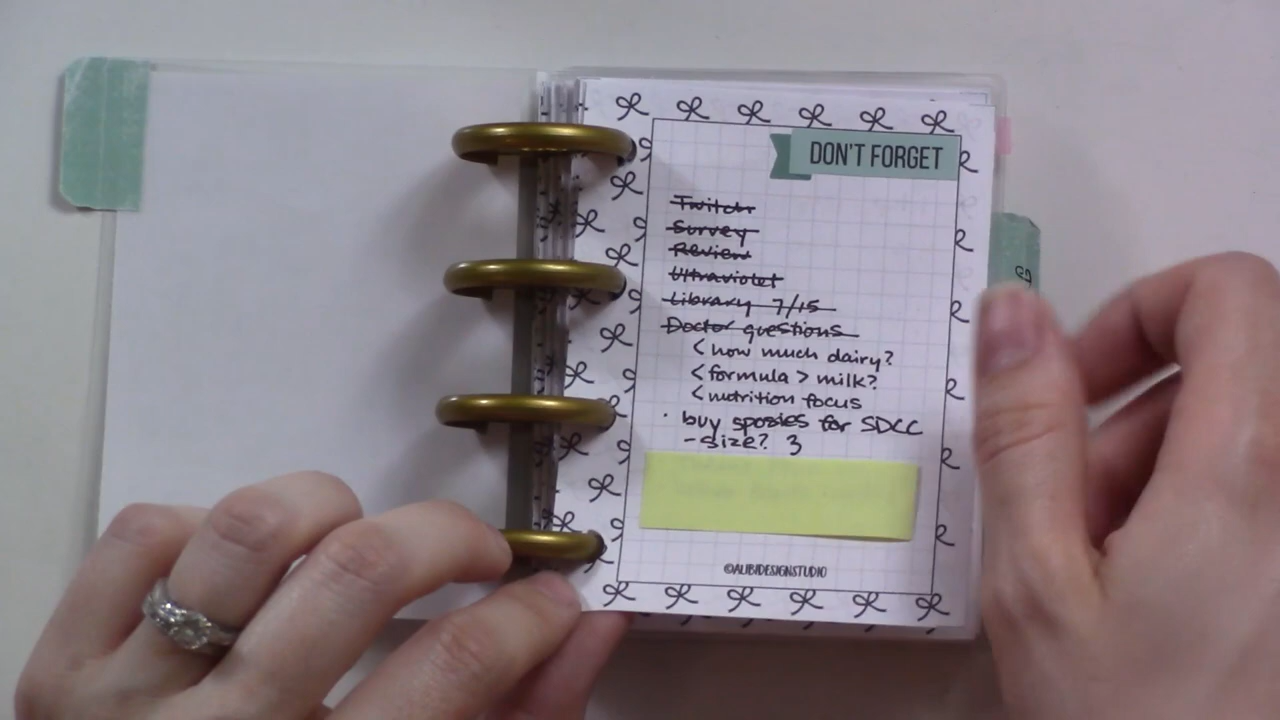 DON'T FORGET
Twitch
Survey
Review
Ultraviolet
Library 7/15
Doctor questions
< how much dairy?
< formula > milk?
< nutrition focus
· buy sposies for SDCC
- size? 3
©ALIBIDESIGNSTUDIO